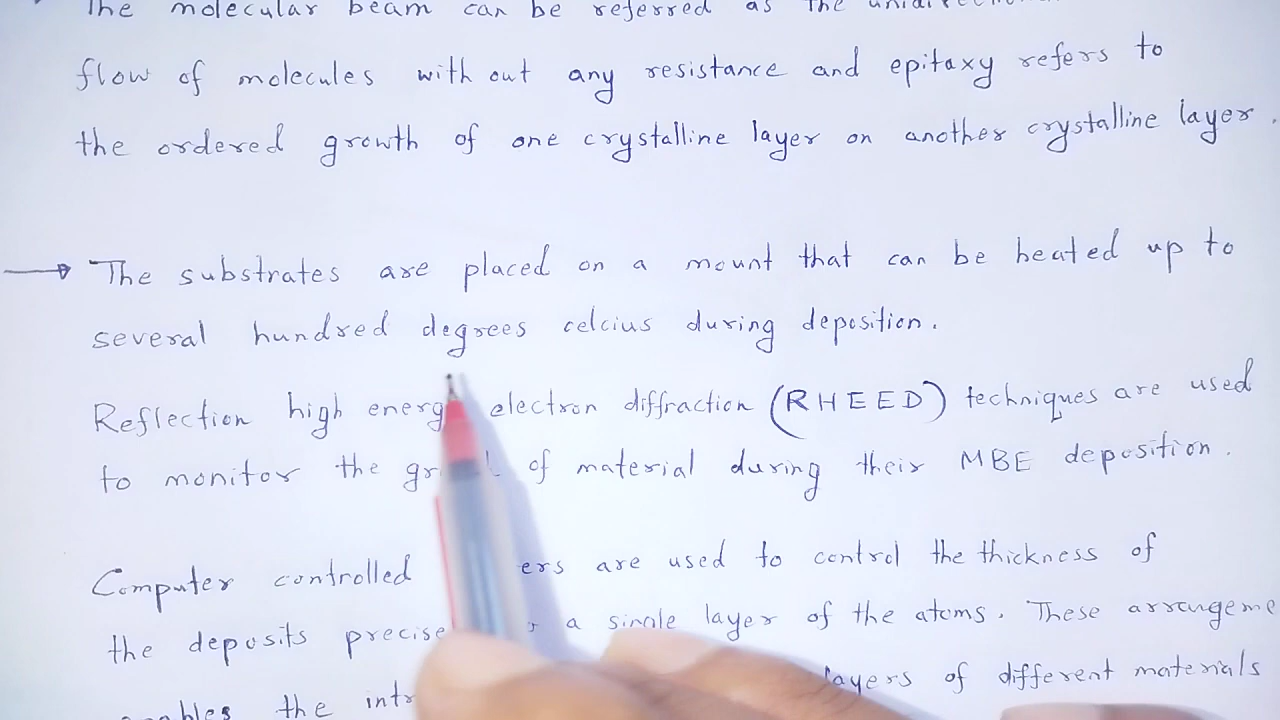 The molecular beam can be referred as the
flow of molecules with out any resistance and epitaxy refers to
the ordered growth of one crystalline layer on another crystalline layer.
The substrates are placed on a mount that can be heated up to
several hundred degrees celcius during deposition.
Reflection high energy electron diffraction (RHEED) techniques are used
to monitor the of material during their MBE deposition.
Computer controlled are used to control the thickness of
the deposits a single layer of the atoms. These
the layers of different materials